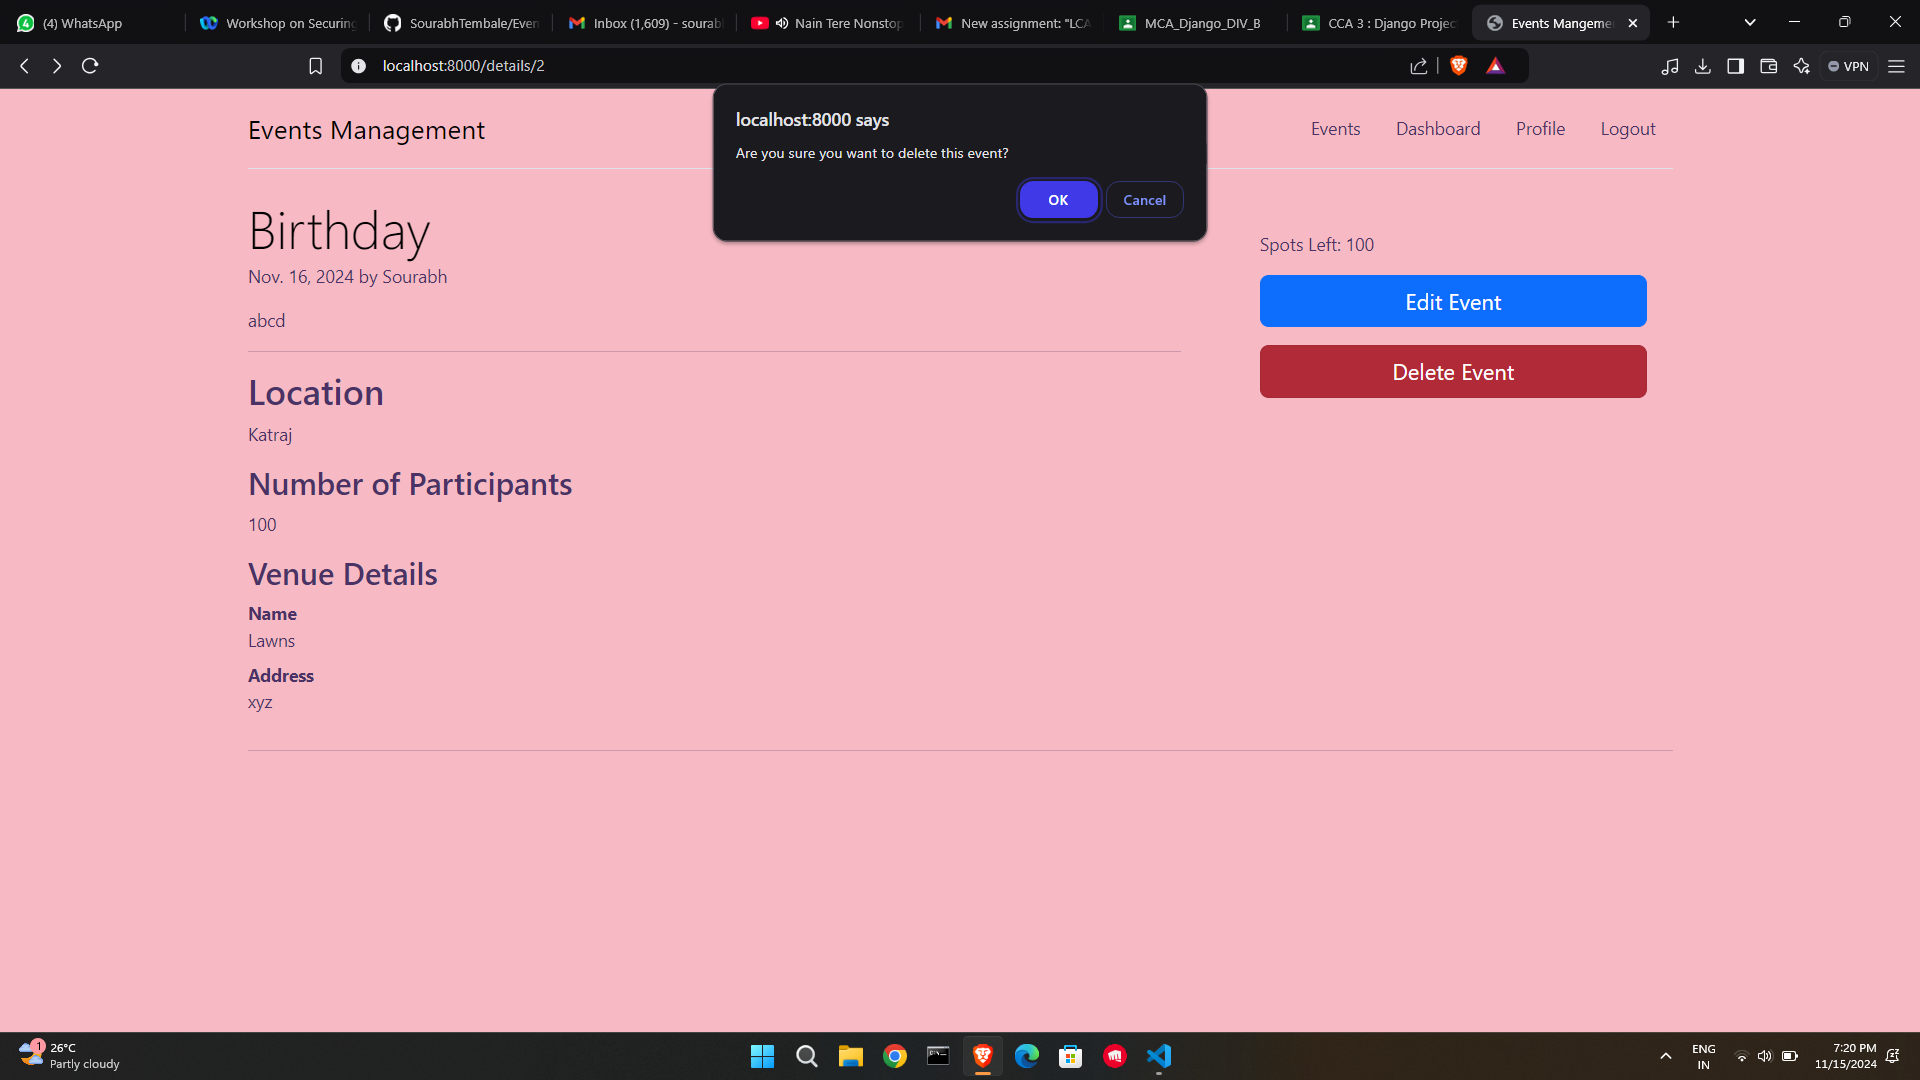 (4) WhatsApp
Workshop on Securing
SourabhTembale/Even
Inbox (1,609) - sourab
Nain Tere Nonstop
New assignment: "LCA
MCA_Django_DIV_B
CCA 3 : Django Projec
Events Mangeme
localhost:8000/details/2
VPN
localhost:8000 says
Are you sure you want to delete this event?
OK Cancel
Events Management
Events Dashboard Profile Logout
Birthday
Nov. 16, 2024 by Sourabh
abcd
Spots Left: 100
Edit Event
Delete Event
Location
Katraj
Number of Participants
100
Venue Details
Name
Lawns
Address
xyz
1
26°C
Partly cloudy
ENG
IN
7:20 PM
11/15/2024